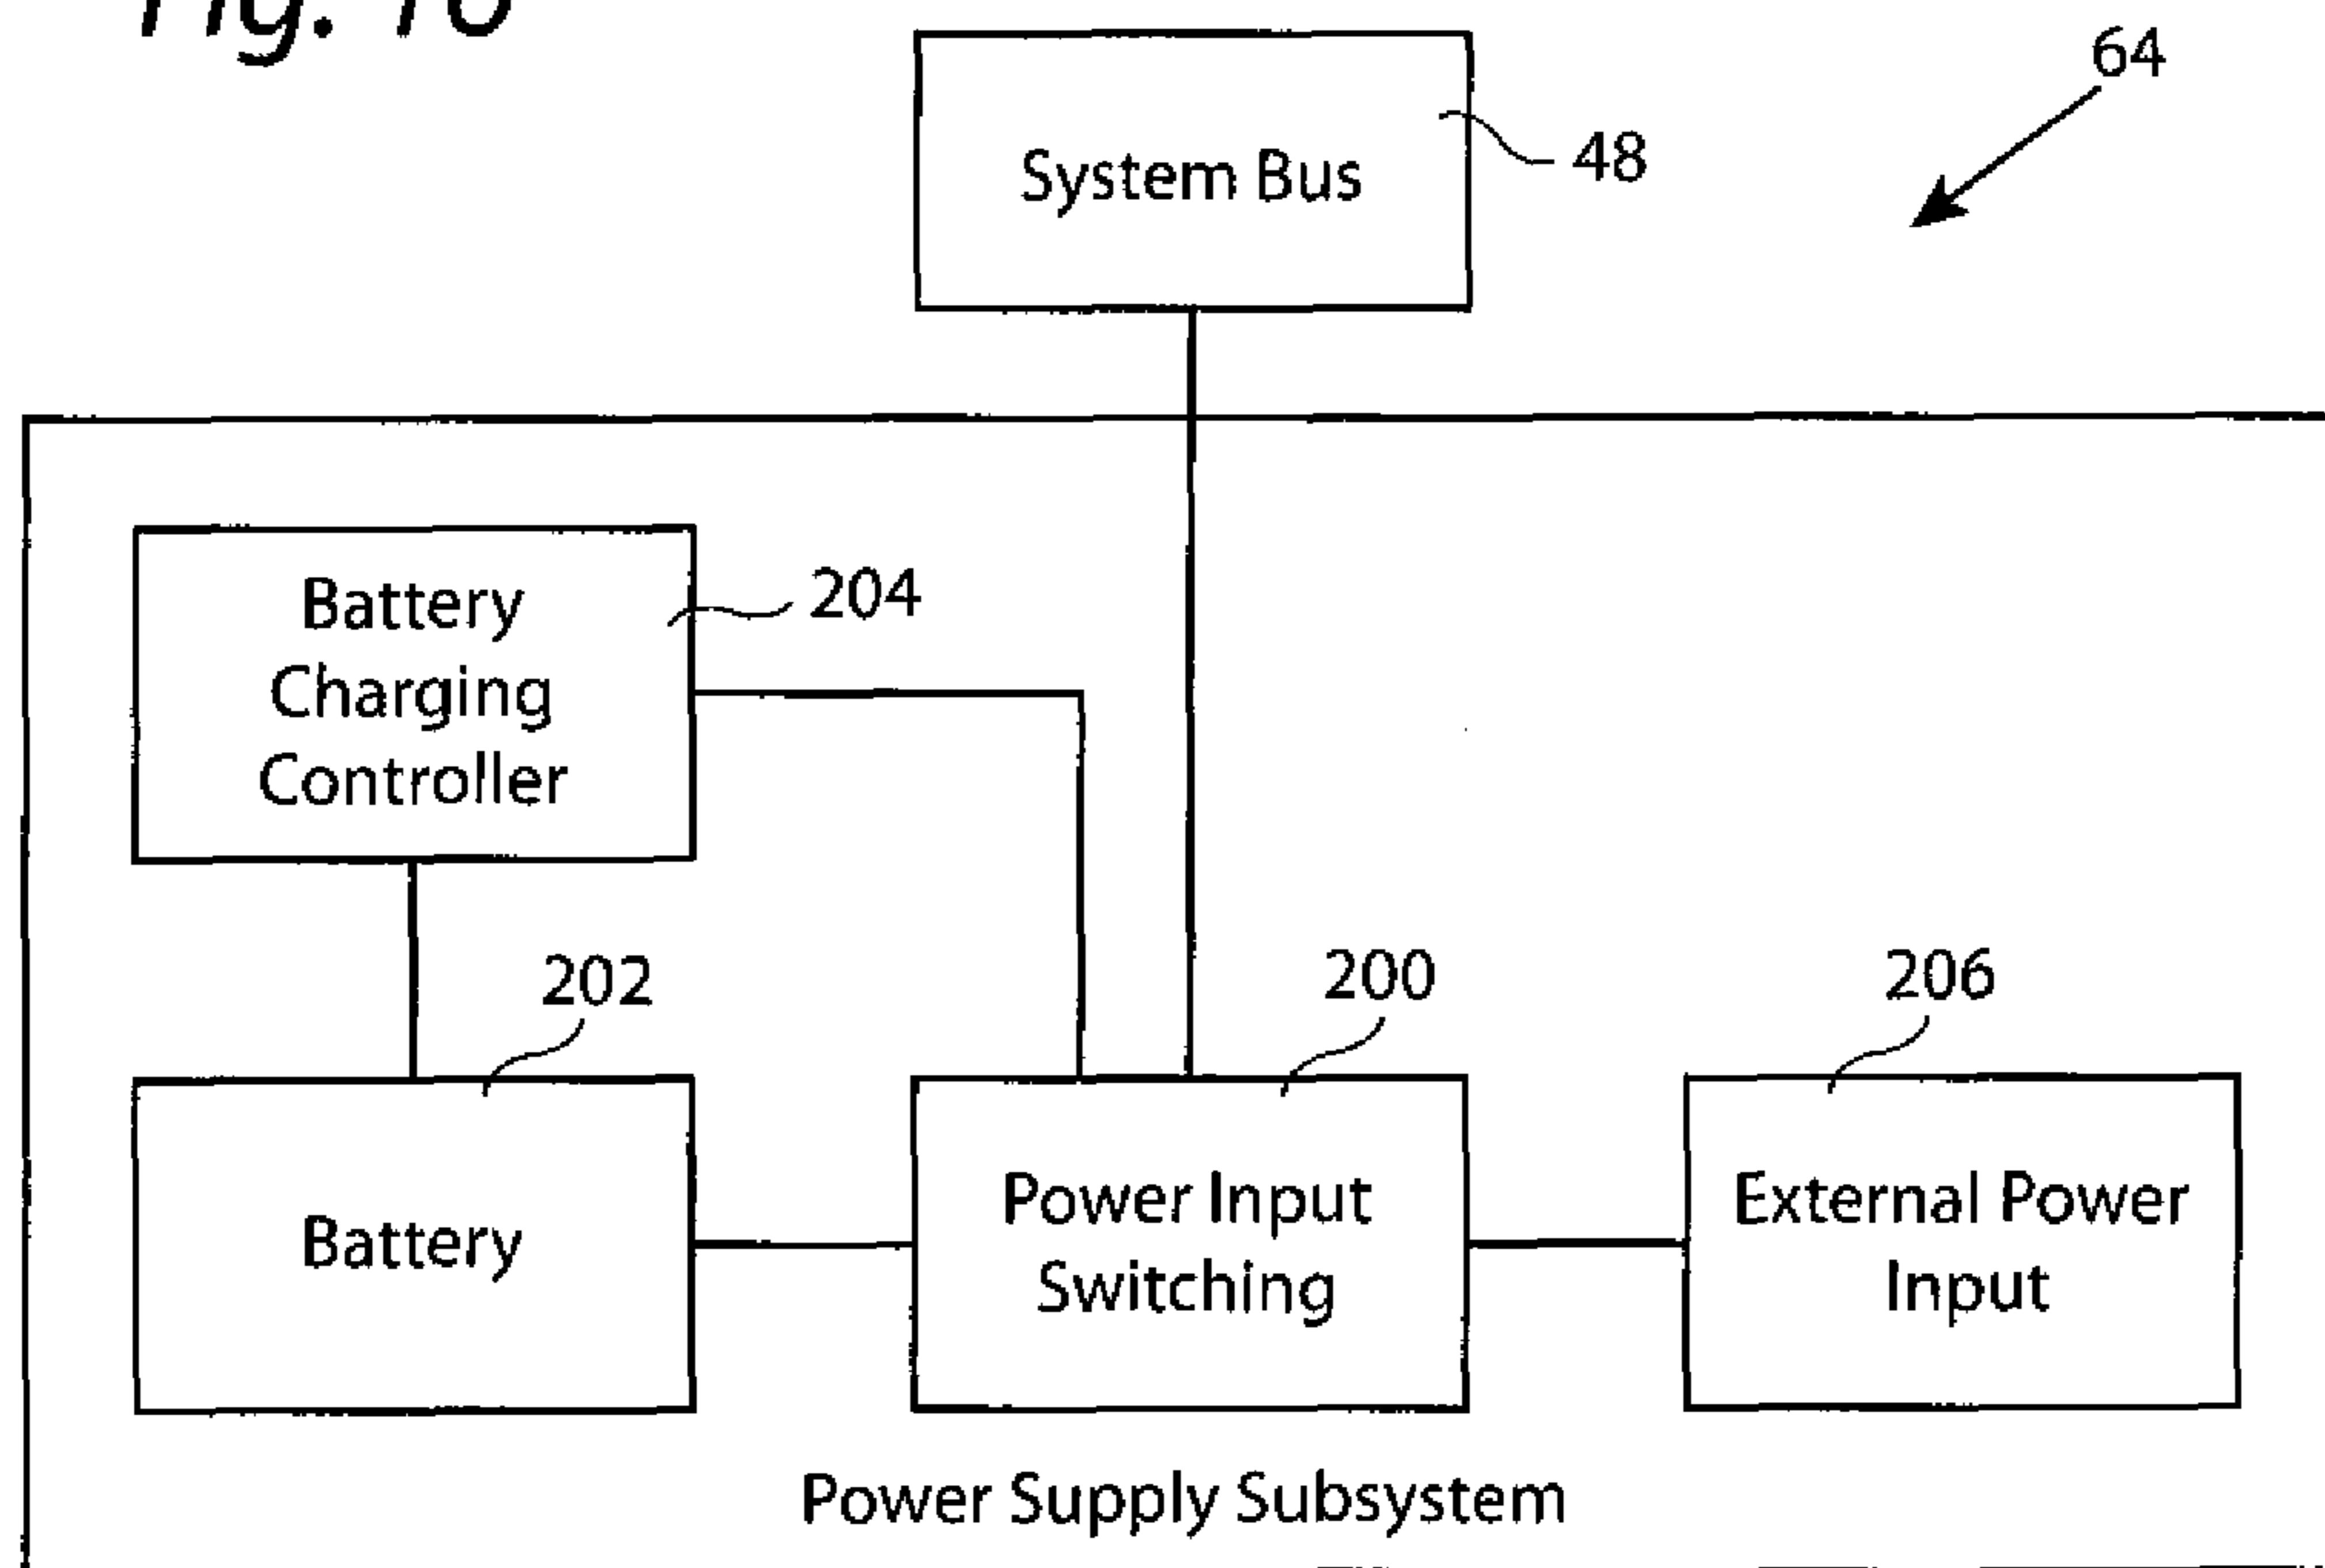 Fig.
64
System Bus
48
Battery
Charging
Controller
204
202
200
206
Battery
Power Input
Switching
External Power
Input
Power Supply Subsystem